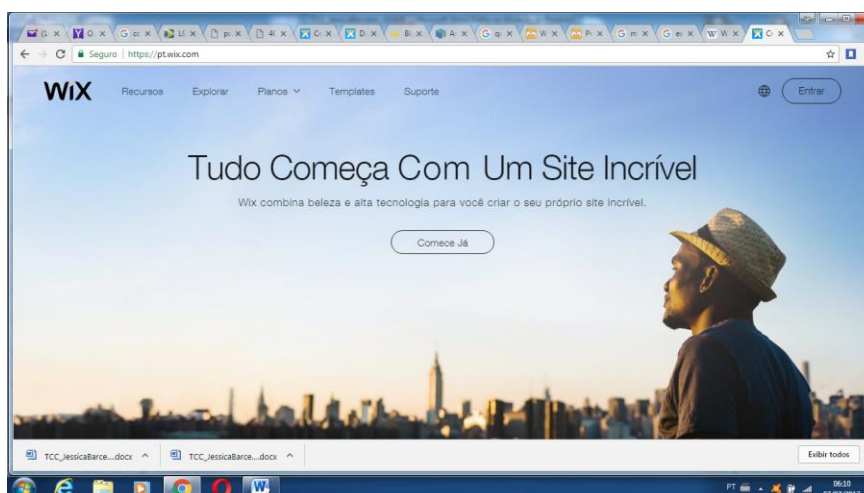 Seguro https://pt.wix.com
WiX Recursos Explorar Planos Templates Suporte Entrar
Tudo Começa Com Um Site Incrível
Wix combina beleza e alta tecnologia para você criar o seu próprio site incrível.
Comece Já
TCC_JessicaBarce....docx TCC_JessicaBarce....docx Exibir todos
PT 06:10